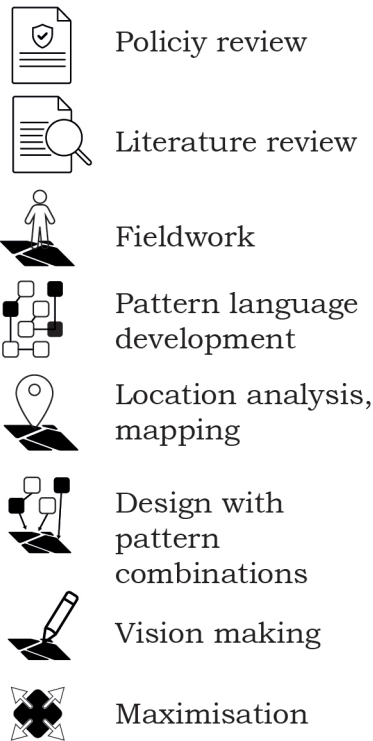 Policiy review
Literature review
Fieldwork
Pattern language
development
Location analysis,
mapping
Design with
pattern
combinations
Vision making
Maximisation